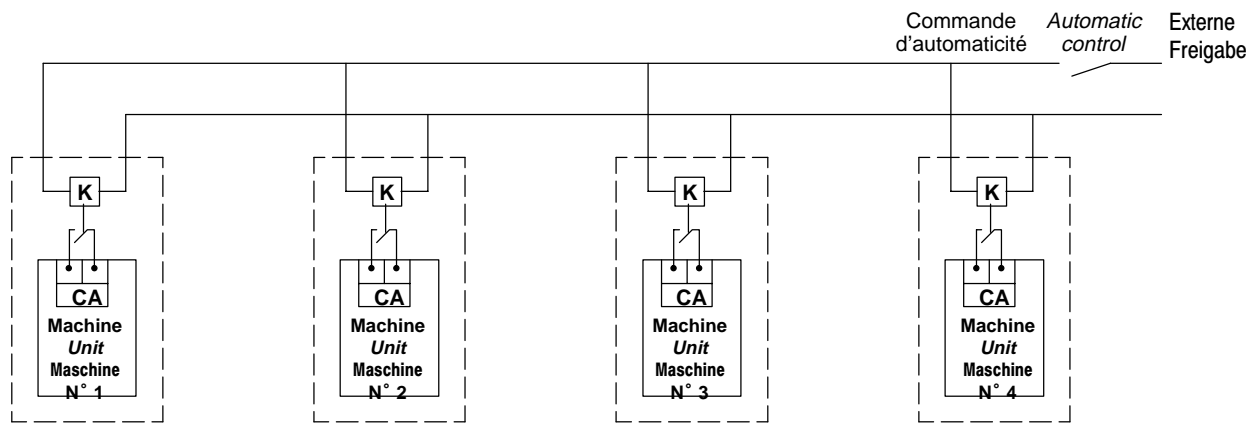 Commande
d'automaticité
Automatic
control
Externe
Freigabe
K
K
K
K
CA
Machine
Unit
Maschine
N° 1
CA
Machine
Unit
Maschine
N° 2
CA
Machine
Unit
Maschine
N° 3
CA
Machine
Unit
Maschine
N° 4